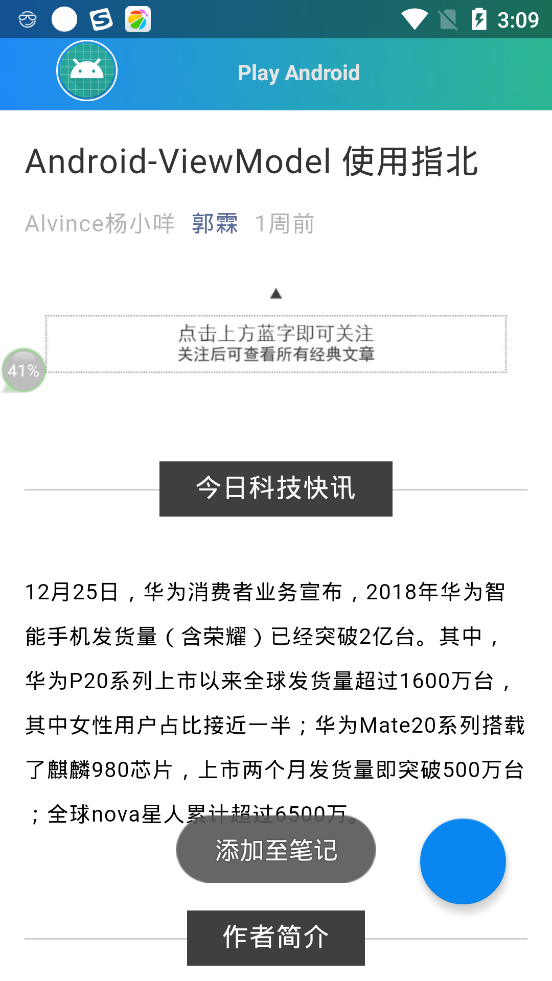 3:09
Play Android
Android-ViewModel 使用指北
Alvince杨小咩 郭霖 1周前
▲
点击上方蓝字即可关注
关注后可查看所有经典文章
41%
今日科技快讯
12月25日，华为消费者业务宣布，2018年华为智
能手机发货量（含荣耀）已经突破2亿台。其中，
华为P20系列上市以来全球发货量超过1600万台，
其中女性用户占比接近一半；华为Mate20系列搭载
了麒麟980芯片，上市两个月发货量即突破500万台
；全球nova星人累计超过6500万。
添加至笔记
作者简介